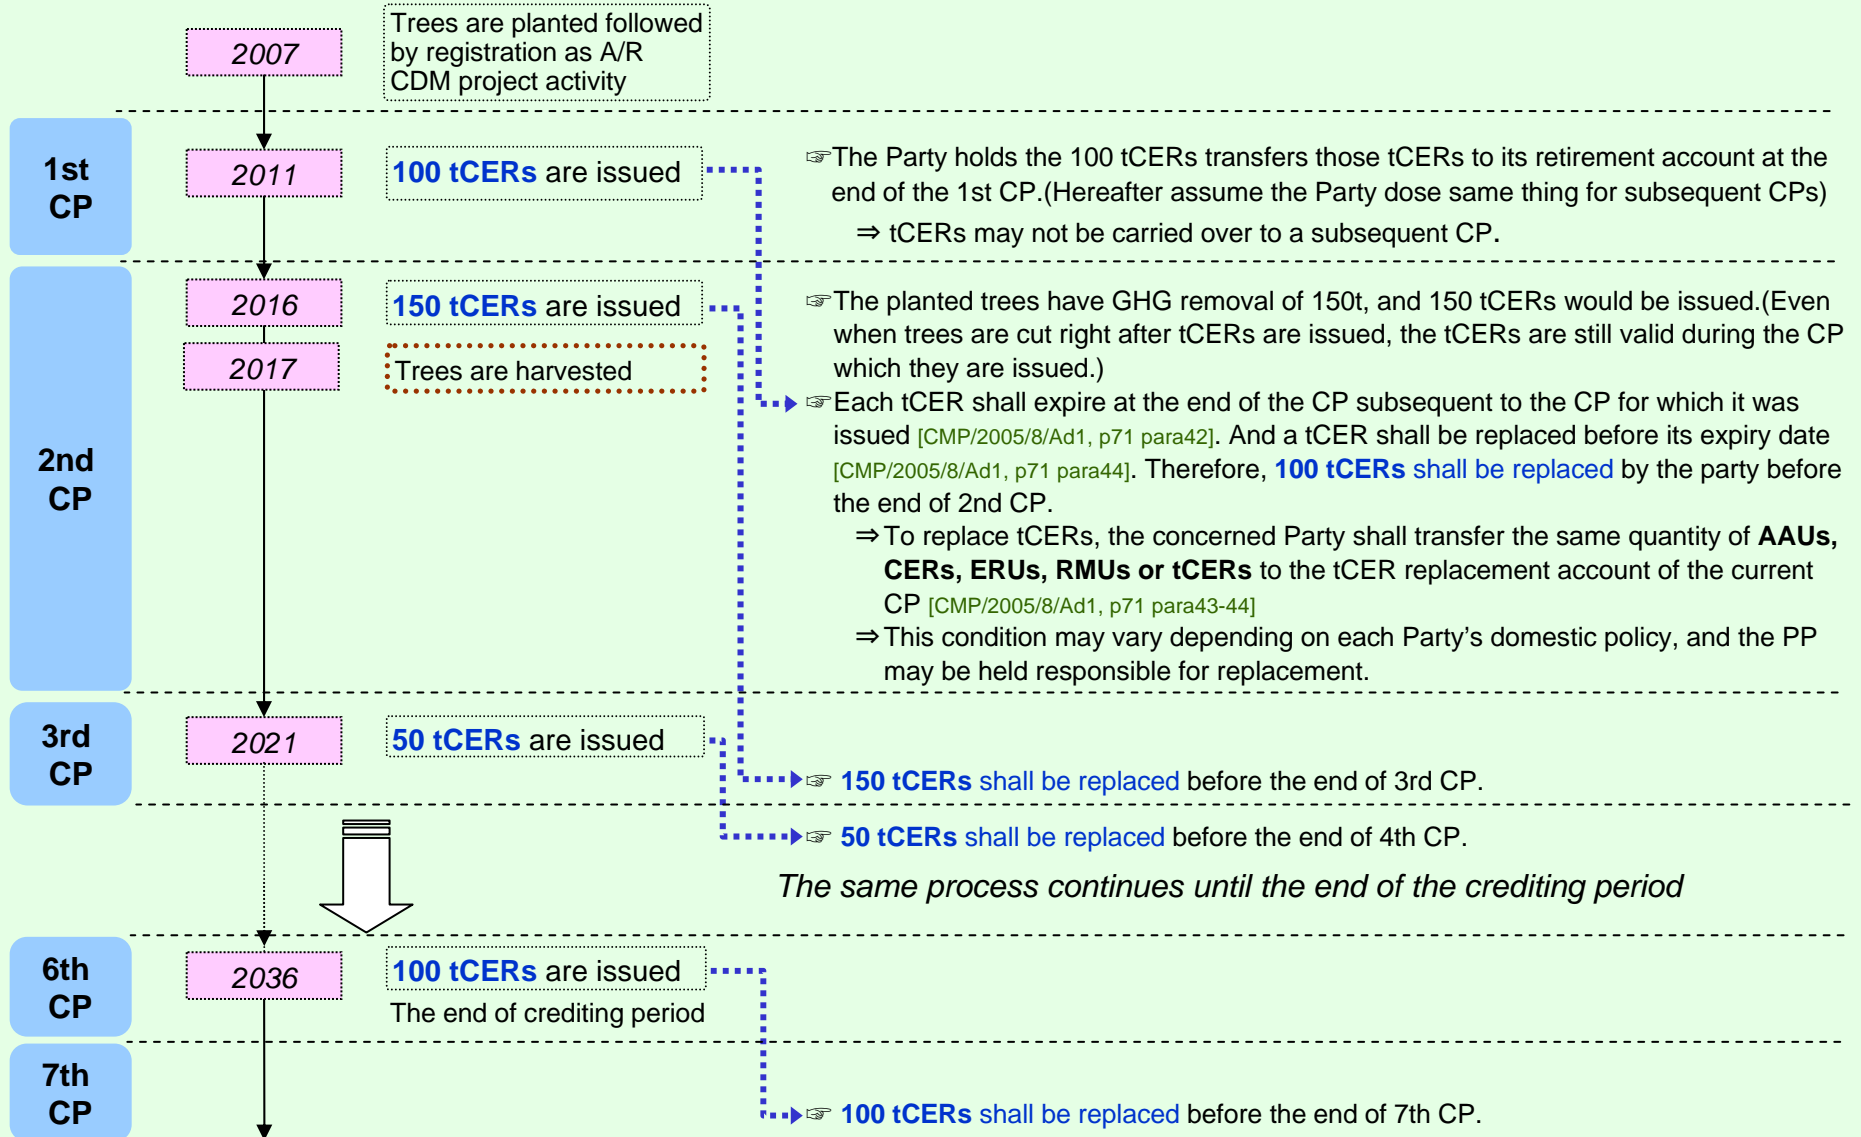 Trees are planted followed
by registration as A/R
CDM project activity
2007
1st
CP
2011
100 tCERs are issued
☞The Party holds the 100 tCERs transfers those tCERs to its retirement account at the
end of the 1st CP.(Hereafter assume the Party dose same thing for subsequent CPs)
⇒ tCERs may not be carried over to a subsequent CP.
2nd
CP
2016
150 tCERs are issued
2017
Trees are harvested
☞The planted trees have GHG removal of 150t, and 150 tCERs would be issued.(Even
when trees are cut right after tCERs are issued, the tCERs are still valid during the CP
which they are issued.)
☞Each tCER shall expire at the end of the CP subsequent to the CP for which it was
issued [CMP/2005/8/Ad1, p71 para42]. And a tCER shall be replaced before its expiry date
[CMP/2005/8/Ad1, p71 para44]. Therefore, 100 tCERs shall be replaced by the party before
the end of 2nd CP.
⇒To replace tCERs, the concerned Party shall transfer the same quantity of AAUs,
CERs, ERUs, RMUs or tCERs to the tCER replacement account of the current
CP [CMP/2005/8/Ad1, p71 para43-44]
⇒This condition may vary depending on each Party's domestic policy, and the PP
may be held responsible for replacement.
3rd
CP
2021
50 tCERs are issued
☞ 150 tCERs shall be replaced before the end of 3rd CP.
☞ 50 tCERs shall be replaced before the end of 4th CP.
The same process continues until the end of the crediting period
6th
CP
2036
100 tCERs are issued
The end of crediting period
7th
CP
☞ 100 tCERs shall be replaced before the end of 7th CP.